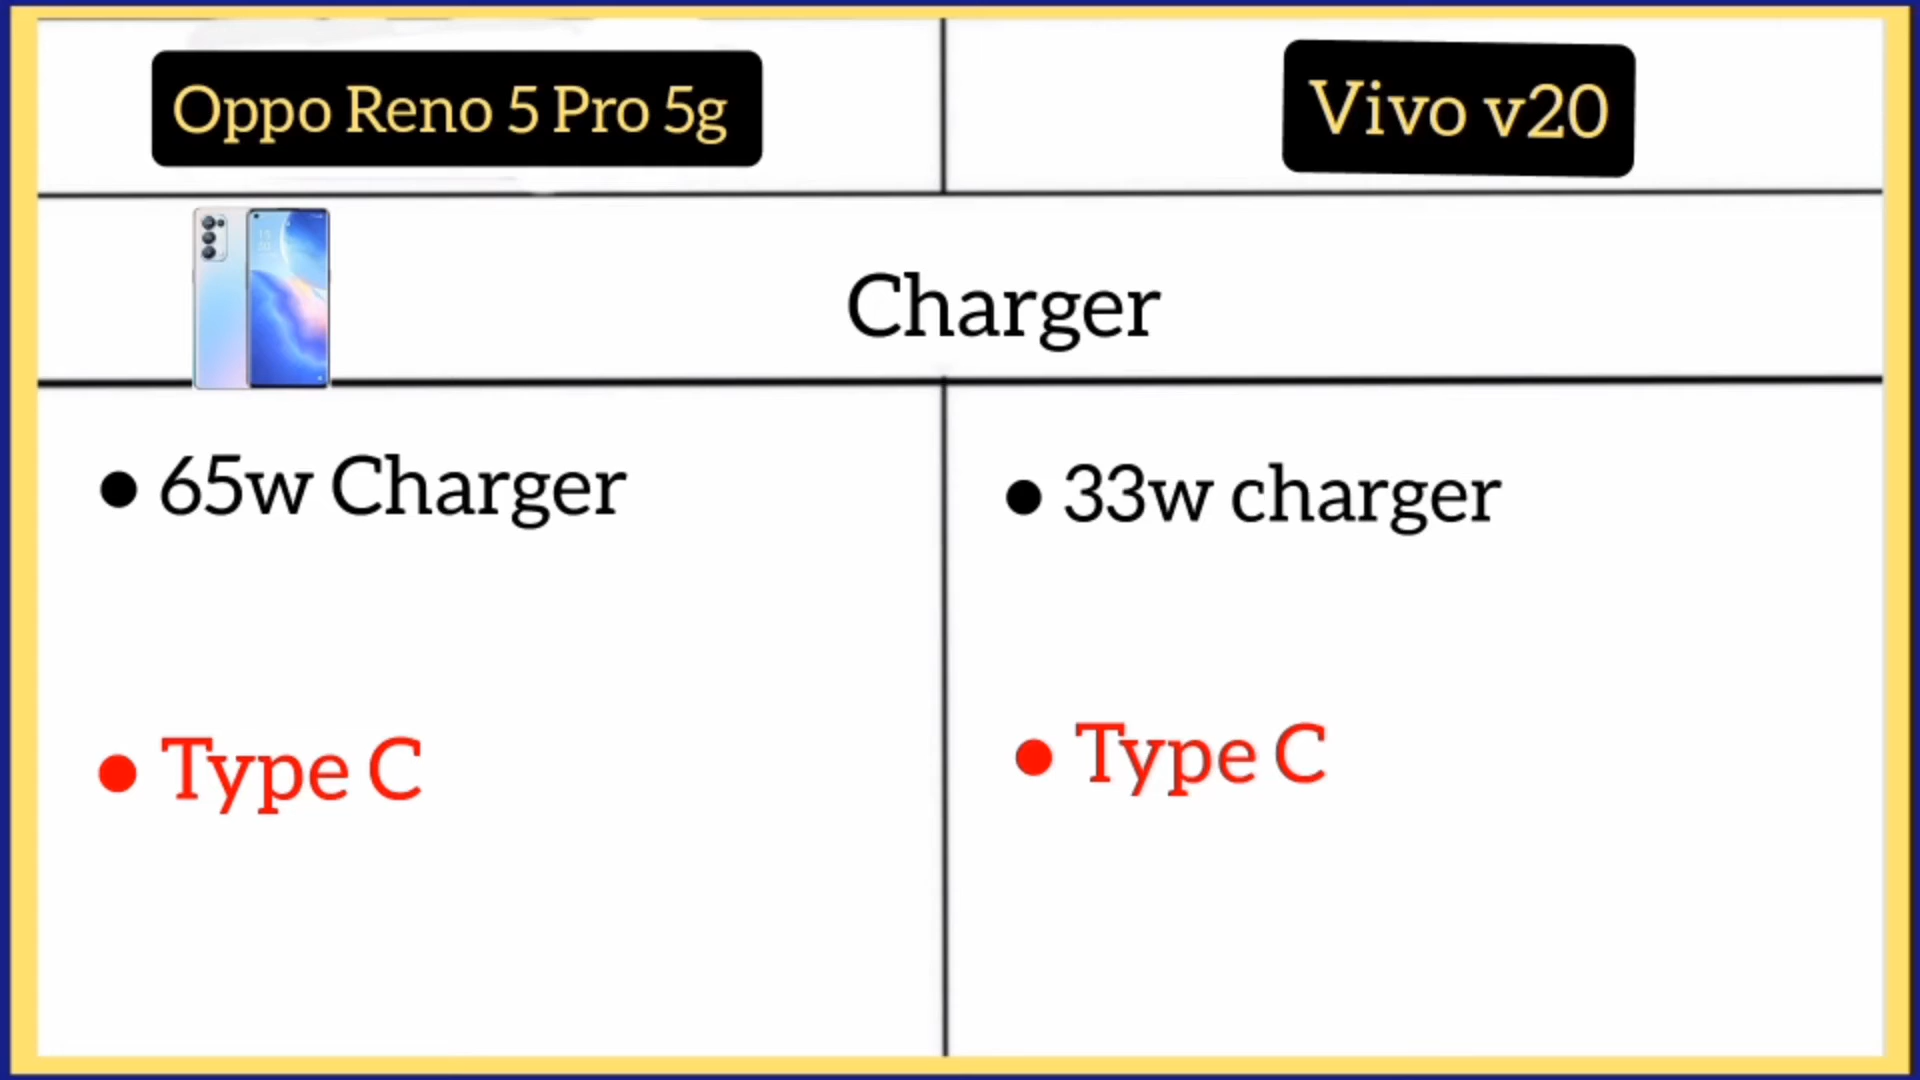 Oppo Reno 5 Pro 5g
Vivo v20
Charger
• 65w Charger
• 33w charger
• Type C
• Type C